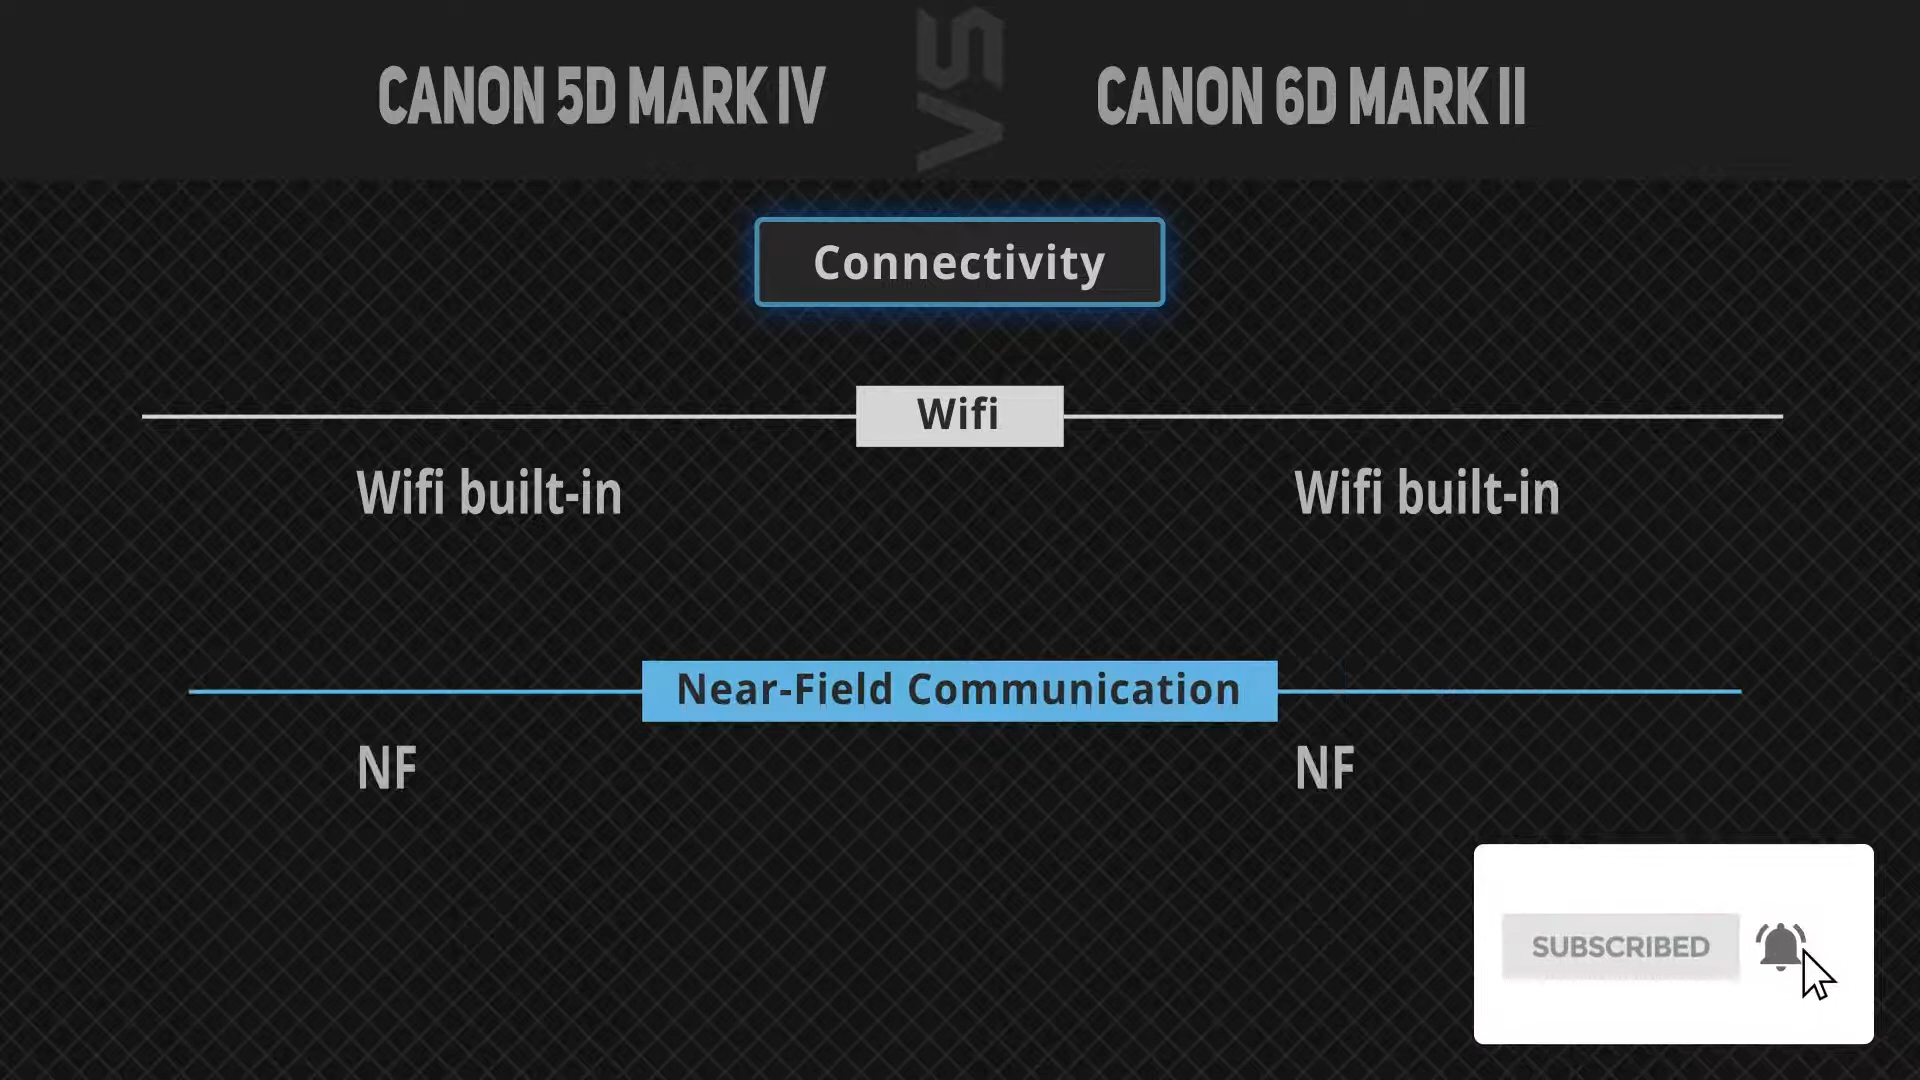 CANON 5D MARK IV VS CANON 6D MARK II
Connectivity
Wifi
Wifi built-in Wifi built-in
Near-Field Communication
NF NF
SUBSCRIBED